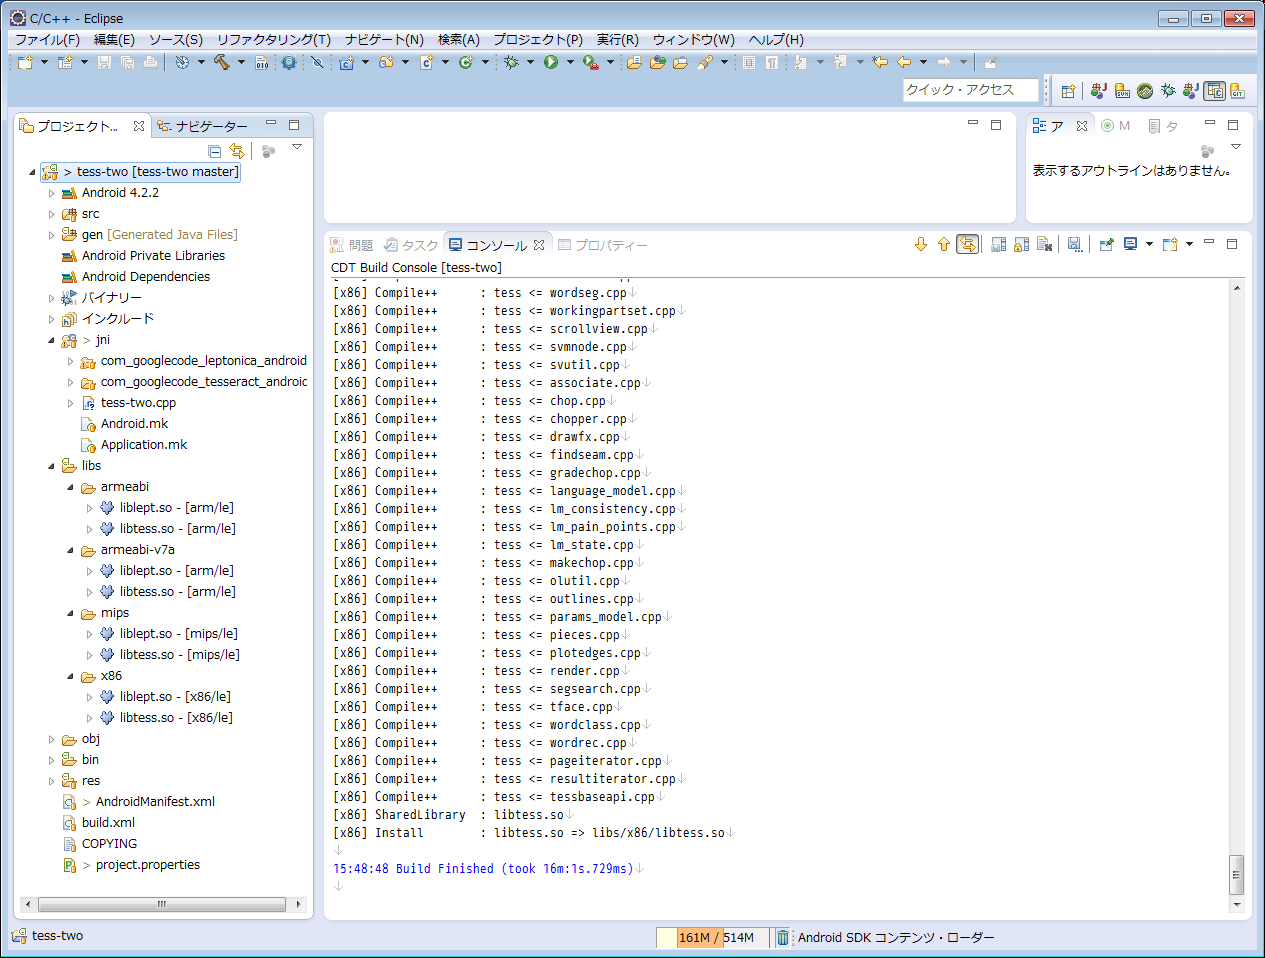 C/C++ - Eclipse
ファイル(F) 編集(E) ソース(S) リファクタリング(T) ナビゲート(N) 検索(A) プロジェクト(P) 実行(R) ウィンドウ(W) ヘルプ(H)
クイック・アクセス
プロジェクト... ナビゲーター
> tess-two [tess-two master]
Android 4.2.2
src
gen [Generated Java Files]
Android Private Libraries
Android Dependencies
バイナリー
インクルード
> jni
com_googlecode_leptonica_android
com_googlecode_tesseract_android
tess-two.cpp
Android.mk
Application.mk
libs
armeabi
liblept.so - [arm/le]
libtess.so - [arm/le]
armeabi-v7a
liblept.so - [arm/le]
libtess.so - [arm/le]
mips
liblept.so - [mips/le]
libtess.so - [mips/le]
x86
liblept.so - [x86/le]
libtess.so - [x86/le]
obj
bin
res
> AndroidManifest.xml
build.xml
COPYING
> project.properties
ア M タ
表示するアウトラインはありません。
問題 タスク コンソール プロパティー
CDT Build Console [tess-two]
[x86] Compile++ : tess <= wordseg.cpp↓
[x86] Compile++ : tess <= workingpartset.cpp↓
[x86] Compile++ : tess <= scrollview.cpp↓
[x86] Compile++ : tess <= svmnode.cpp↓
[x86] Compile++ : tess <= svutil.cpp↓
[x86] Compile++ : tess <= associate.cpp↓
[x86] Compile++ : tess <= chop.cpp↓
[x86] Compile++ : tess <= chopper.cpp↓
[x86] Compile++ : tess <= drawfx.cpp↓
[x86] Compile++ : tess <= findseam.cpp↓
[x86] Compile++ : tess <= gradechop.cpp↓
[x86] Compile++ : tess <= language_model.cpp↓
[x86] Compile++ : tess <= lm_consistency.cpp↓
[x86] Compile++ : tess <= lm_pain_points.cpp↓
[x86] Compile++ : tess <= lm_state.cpp↓
[x86] Compile++ : tess <= makechop.cpp↓
[x86] Compile++ : tess <= olutil.cpp↓
[x86] Compile++ : tess <= outlines.cpp↓
[x86] Compile++ : tess <= params_model.cpp↓
[x86] Compile++ : tess <= pieces.cpp↓
[x86] Compile++ : tess <= plotedges.cpp↓
[x86] Compile++ : tess <= render.cpp↓
[x86] Compile++ : tess <= segsearch.cpp↓
[x86] Compile++ : tess <= tface.cpp↓
[x86] Compile++ : tess <= wordclass.cpp↓
[x86] Compile++ : tess <= wordrec.cpp↓
[x86] Compile++ : tess <= pageiterator.cpp↓
[x86] Compile++ : tess <= resultiterator.cpp↓
[x86] Compile++ : tess <= tessbaseapi.cpp↓
[x86] SharedLibrary : libtess.so↓
[x86] Install : libtess.so => libs/x86/libtess.so↓
↓
15:48:48 Build Finished (took 16m:1s.729ms)↓
↓
tess-two
161M / 514M
Android SDK コンテンツ・ローダー